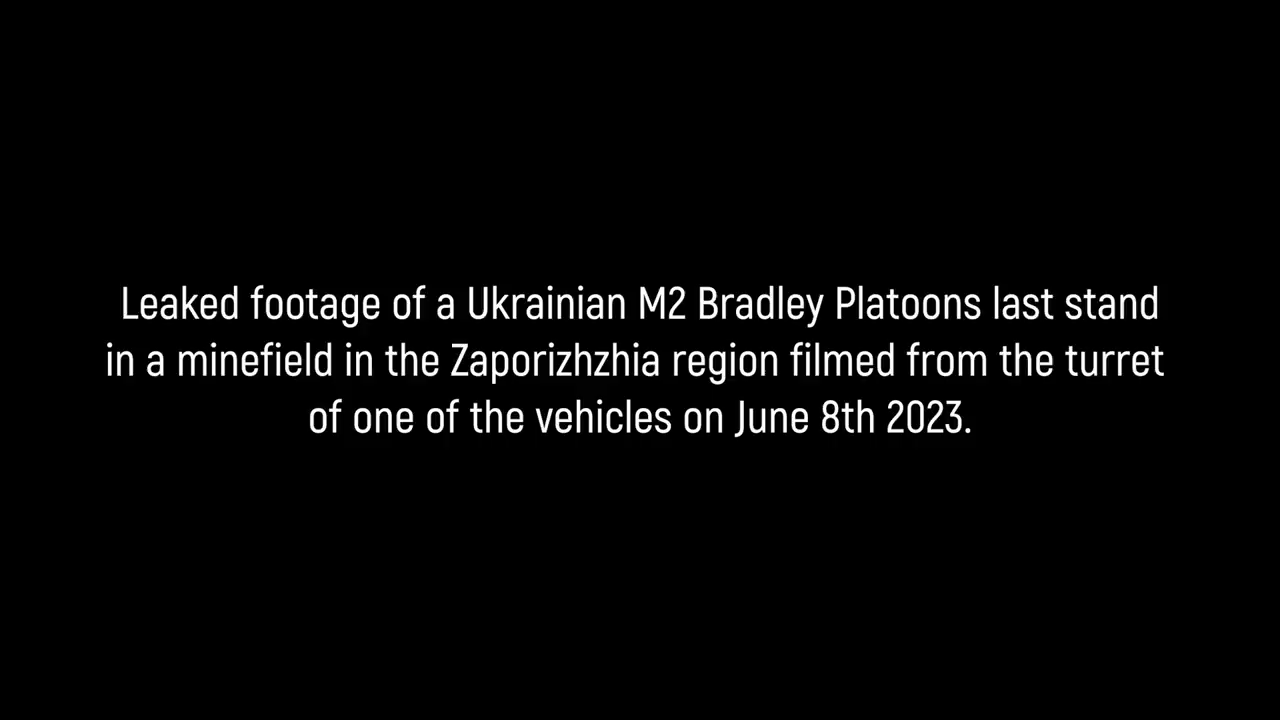 Leaked footage of a Ukrainian M2 Bradley Platoons last stand
in a minefield in the Zaporizhzhia region filmed from the turret
of one of the vehicles on June 8th 2023.